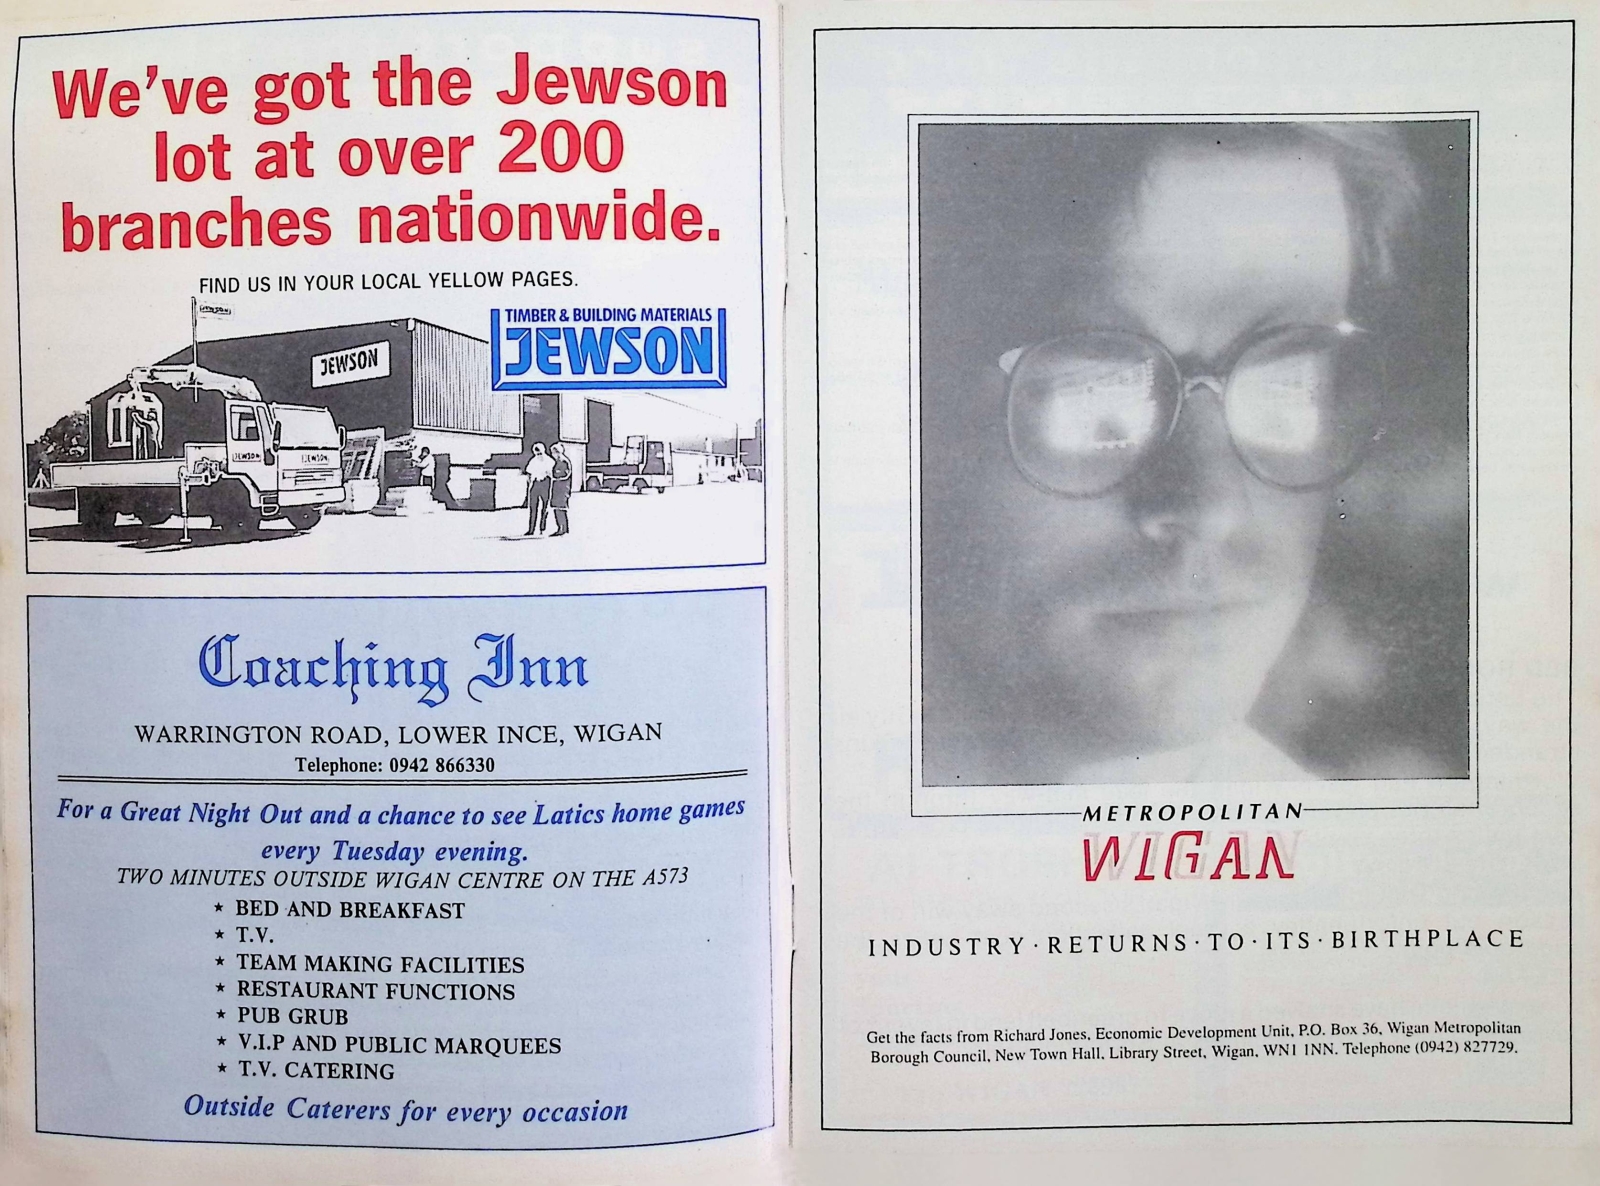 We've got the Jewson
lot at over 200
branches nationwide.
FIND US IN YOUR LOCAL YELLOW PAGES.
JEWSON
TIMBER & BUILDING MATERIALS
JEWSON
JEWSON
JEWSON
JEWSON
Coaching Inn
WARRINGTON ROAD, LOWER INCE, WIGAN
Telephone: 0942 866330
For a Great Night Out and a chance to see Latics home games
every Tuesday evening.
TWO MINUTES OUTSIDE WIGAN CENTRE ON THE A573
★ BED AND BREAKFAST
★ T.V.
★ TEAM MAKING FACILITIES
★ RESTAURANT FUNCTIONS
★ PUB GRUB
★ V.I.P AND PUBLIC MARQUEES
★ T.V. CATERING
Outside Caterers for every occasion
METROPOLITAN
WIGAN
INDUSTRY · RETURNS · TO · ITS · BIRTHPLACE
Get the facts from Richard Jones, Economic Development Unit, P.O. Box 36, Wigan Metropolitan
Borough Council, New Town Hall, Library Street, Wigan, WN1 1NN. Telephone (0942) 827729.